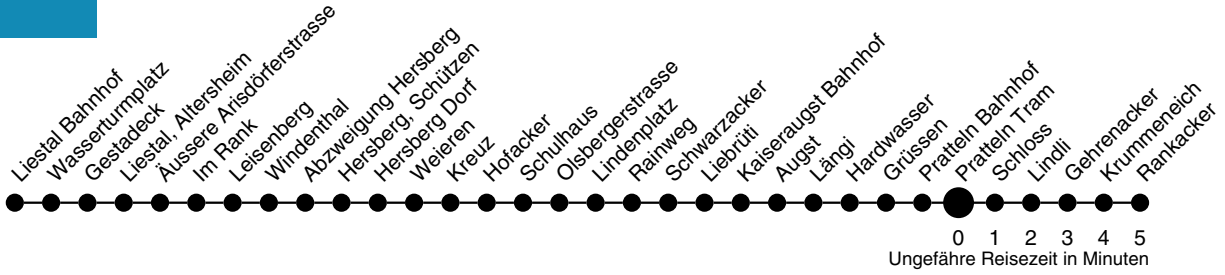 Liestal Bahnhof
Wasserturmplatz
Gestadeck
Liestal, Altersheim
Äussere Arisdörferstrasse
Im Rank
Leisenberg
Windenthal
Abzweigung Hersberg
Hersberg, Schützen
Hersberg Dorf
Weieren
Kreuz
Hofacker
Schulhaus
Olsbergerstrasse
Lindenplatz
Rainweg
Schwarzacker
Liebrüti
Kaiseraugst Bahnhof
Augst
Längi
Hardwasser
Grüssen
Pratteln Bahnhof
Pratteln Tram
Schloss
Lindli
Gehrenacker
Krummeneich
Rankacker
0 1 2 3 4 5
Ungefähre Reisezeit in Minuten